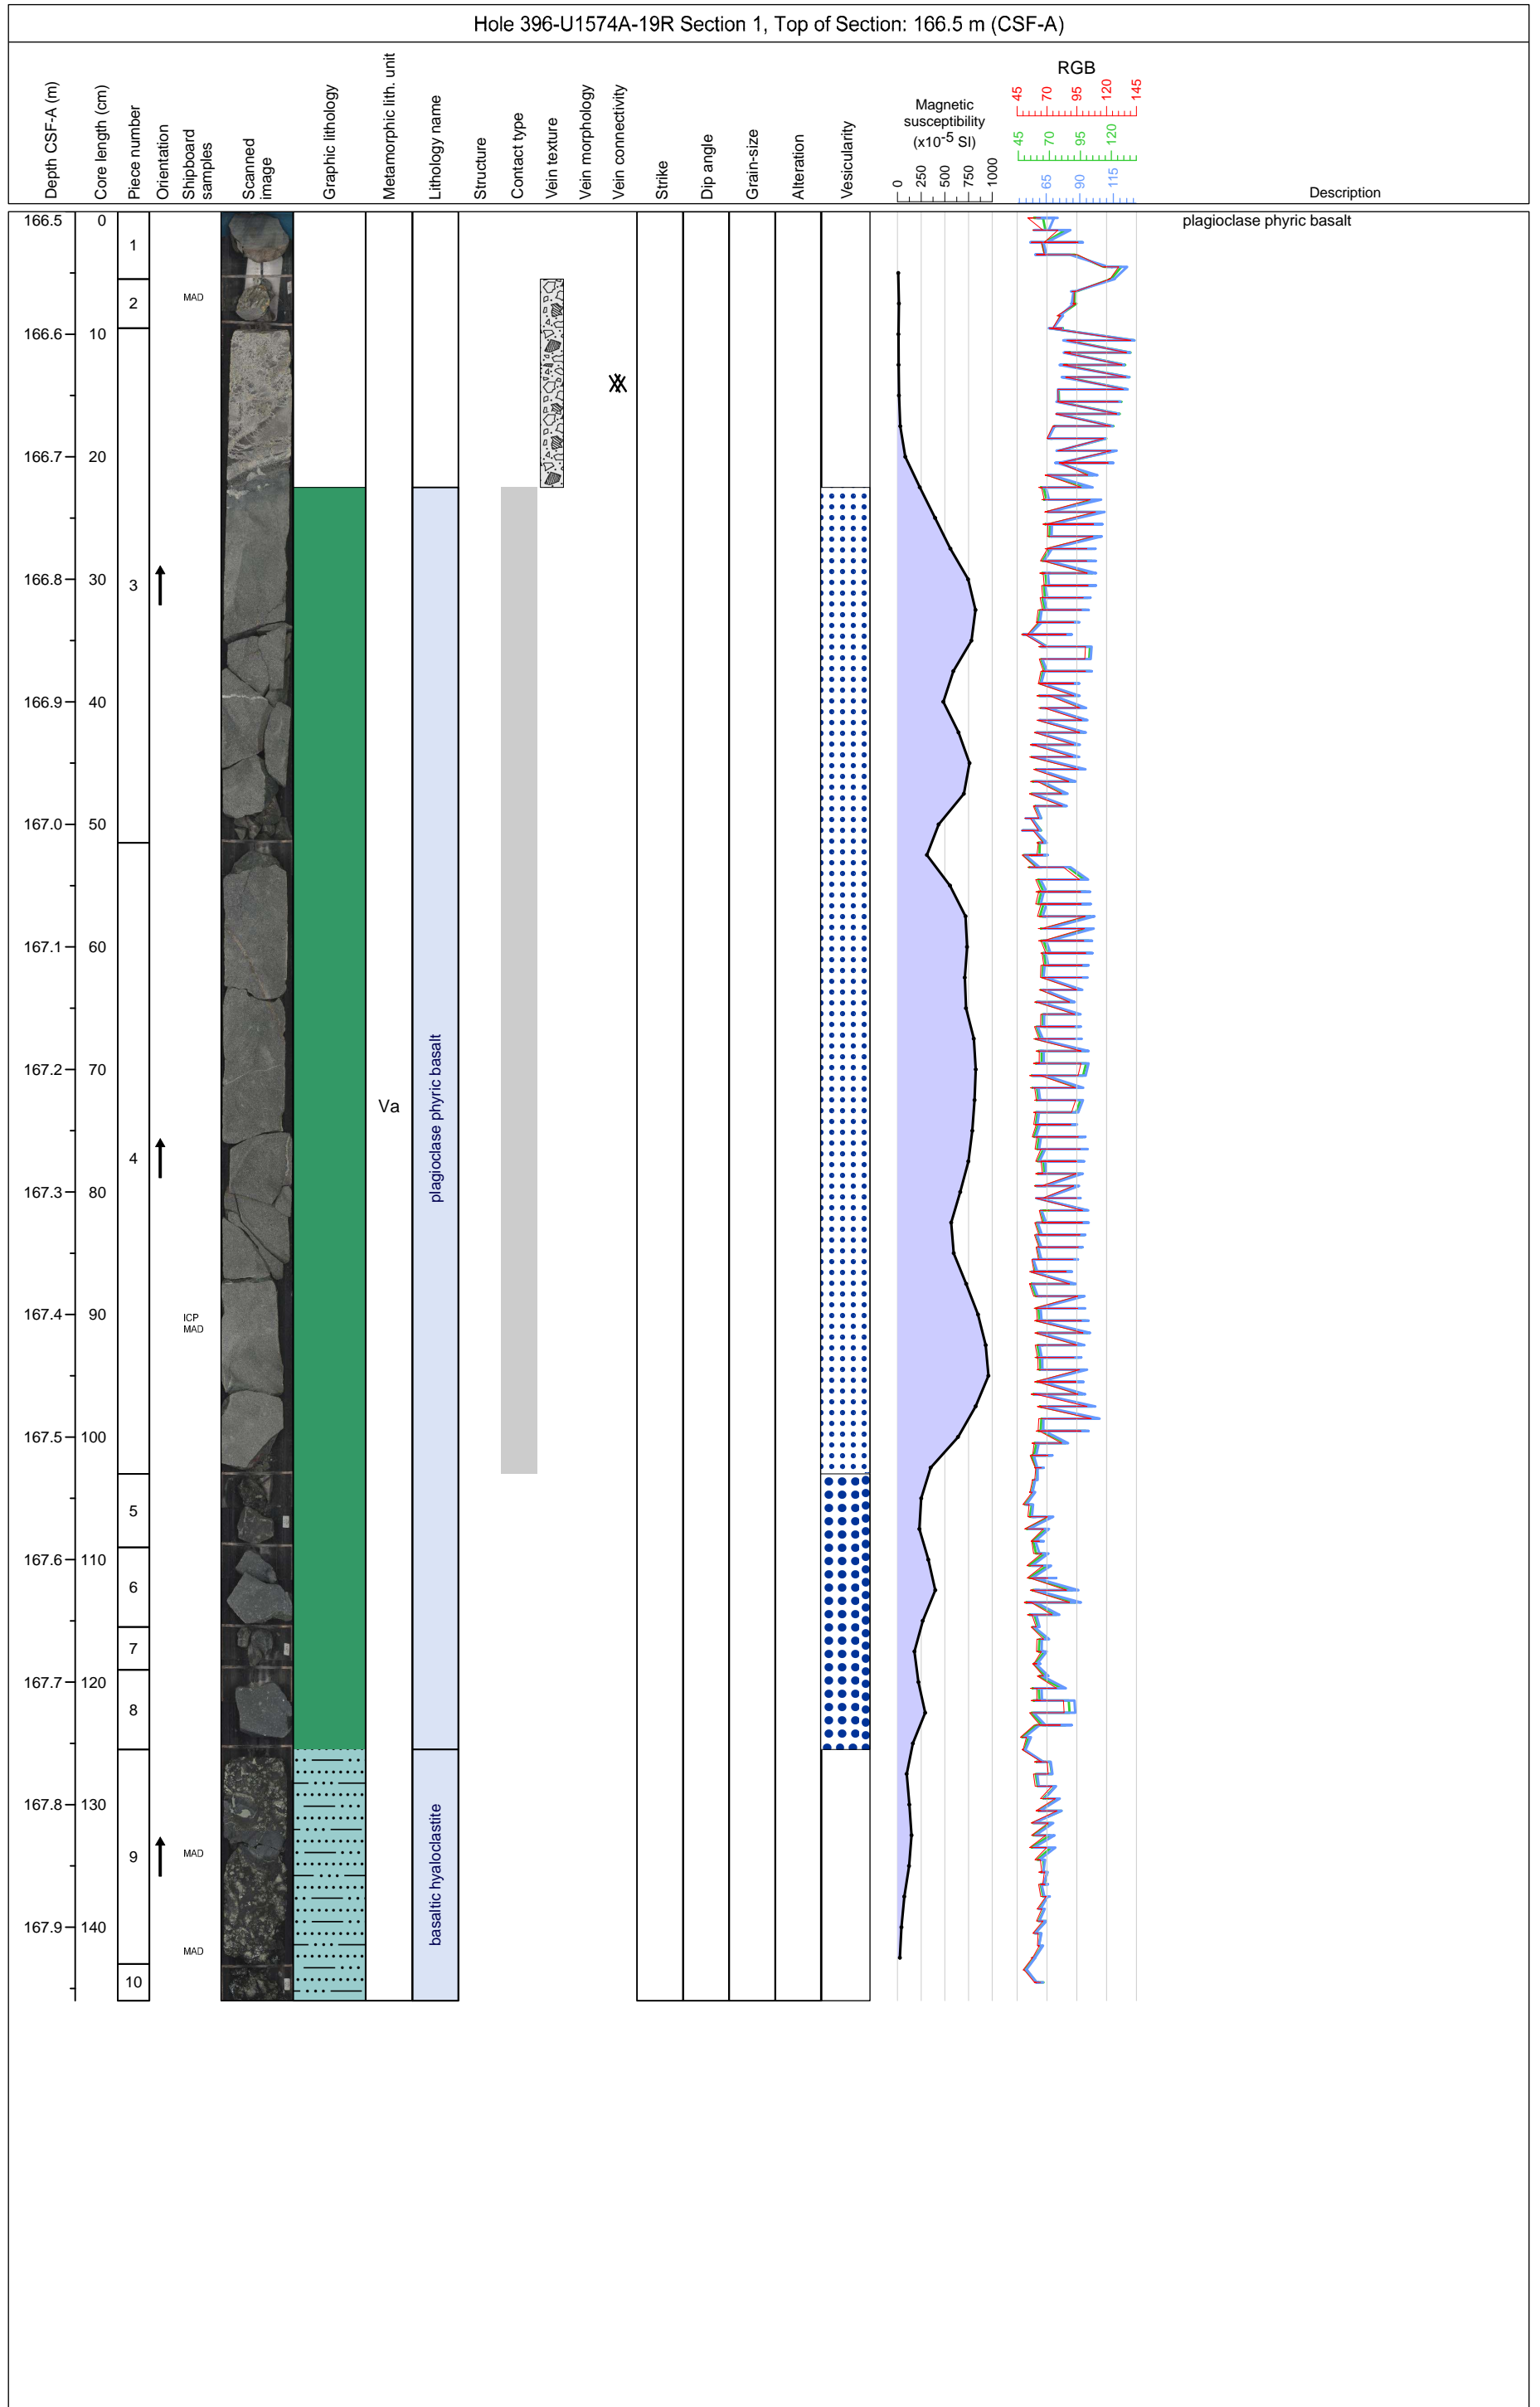 Hole 396-U1574A-19R Section 1, Top of Section: 166.5 m (CSF-A)
Depth CSF-A (m)
Core length (cm)
Piece number
Orientation
Shipboard
samples
Scanned
image
Graphic lithology
Metamorphic lith. unit
Lithology name
Structure
Contact type
Vein texture
Vein morphology
Vein connectivity
Strike
Dip angle
Grain-size
Alteration
Vesicularity
Magnetic
susceptibility
(x10-5 SI)
0 250 500 750 1000
RGB
45 70 95 120 145
45 70 95 120
65 90 115
Description
166.5 0
plagioclase phyric basalt
1
2 MAD
166.6 10
166.7 20
166.8 30
3
166.9 40
167.0 50
167.1 60
167.2 70
Va
plagioclase phyric basalt
4
167.3 80
167.4 90
ICP
MAD
167.5 100
5
167.6 110
6
7
167.7 120
8
167.8 130
9 MAD
basaltic hyaloclastite
167.9 140
MAD
10